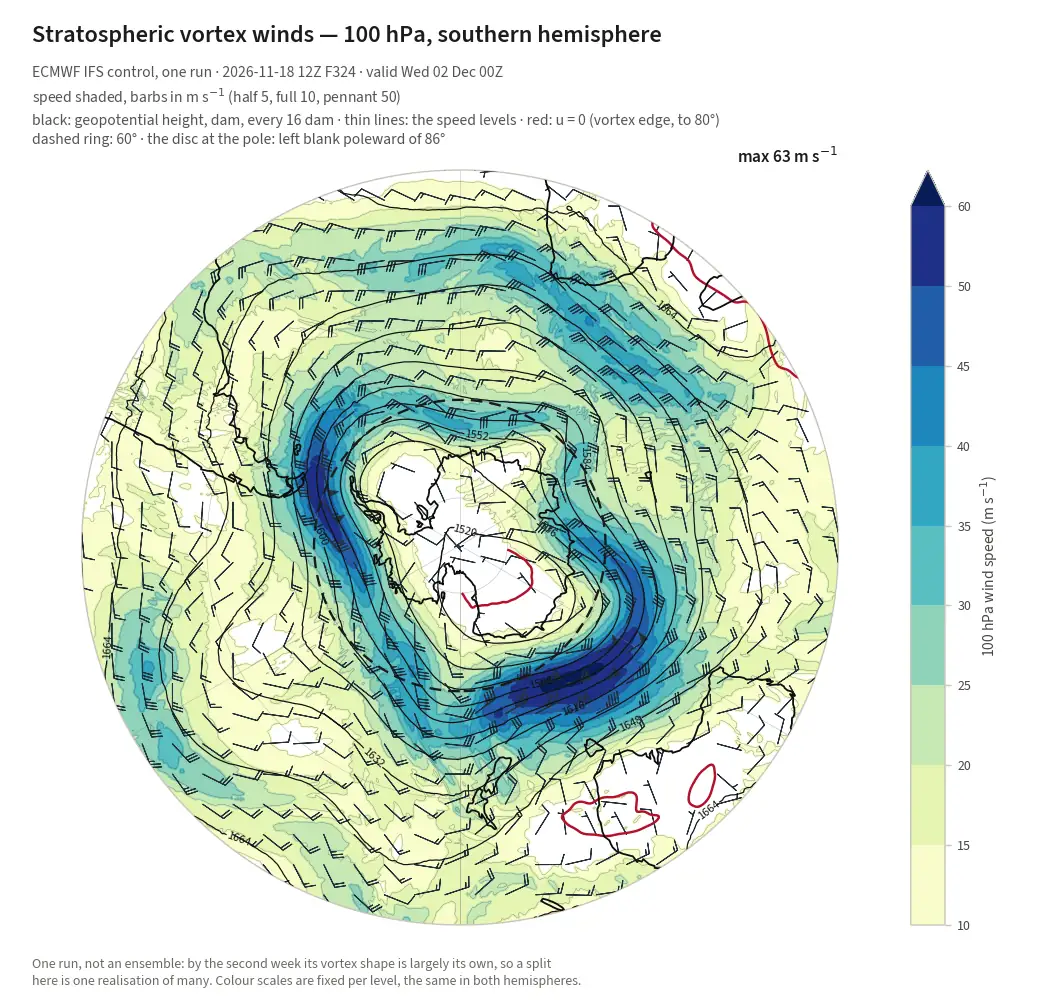 Stratospheric vortex winds — 100 hPa, southern hemisphere
ECMWF IFS control, one run · 2026-11-18 12Z F324 · valid Wed 02 Dec 00Z
speed shaded, barbs in m s⁻¹ (half 5, full 10, pennant 50)
black: geopotential height, dam, every 16 dam · thin lines: the speed levels · red: u = 0 (vortex edge, to 80°)
dashed ring: 60° · the disc at the pole: left blank poleward of 86°
max 63 m s⁻¹
60
50
45
40
35
30
25
20
15
10
100 hPa wind speed (m s⁻¹)
1664
1552
1584
1520
1600
1664
1616
1648
1632
1664
1664
One run, not an ensemble: by the second week its vortex shape is largely its own, so a split
here is one realisation of many. Colour scales are fixed per level, the same in both hemispheres.